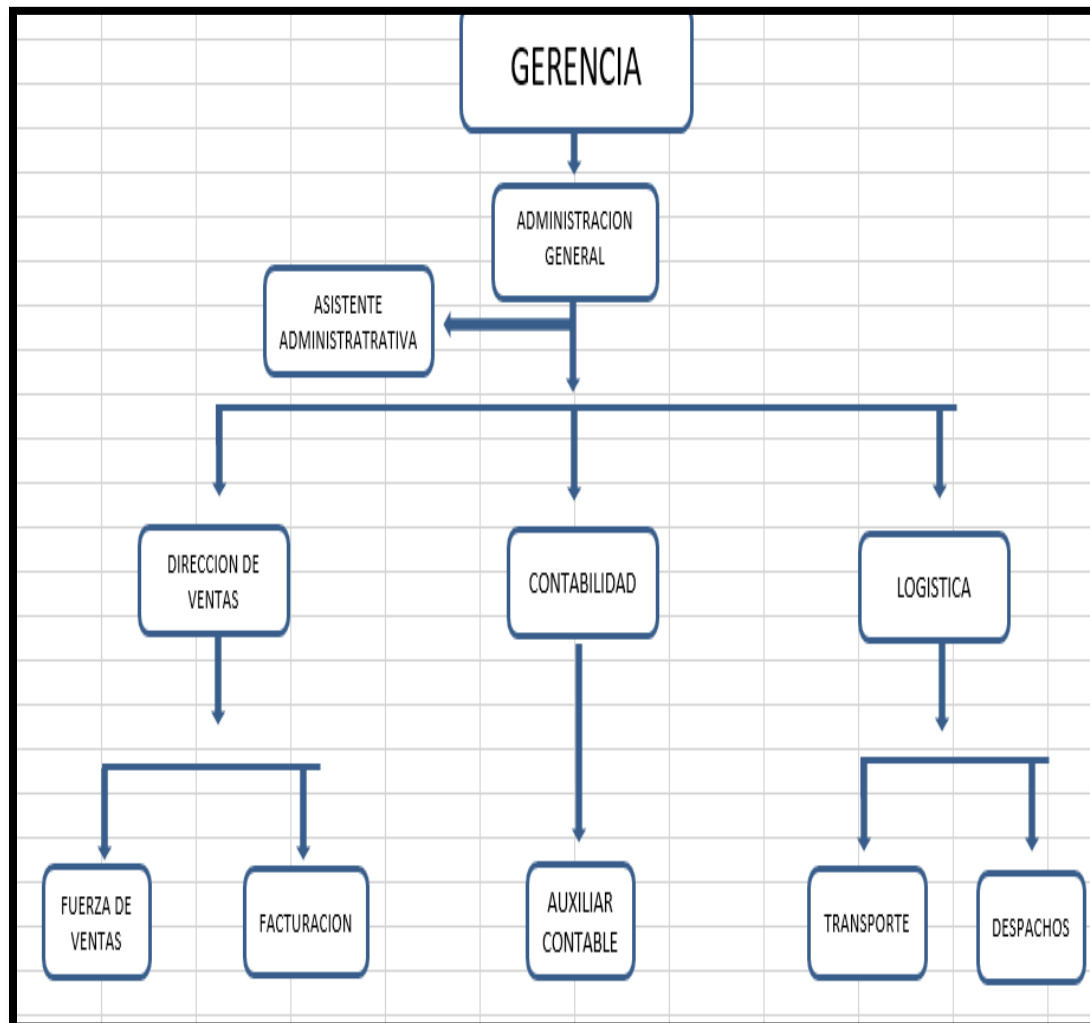 GERENCIA
ADMINISTRACION
GENERAL
ASISTENTE
ADMINISTRATRATIVA
DIRECCION DE
VENTAS
CONTABILIDAD
LOGISTICA
FUERZA DE
VENTAS
FACTURACION
AUXILIAR
CONTABLE
TRANSPORTE
DESPACHOS